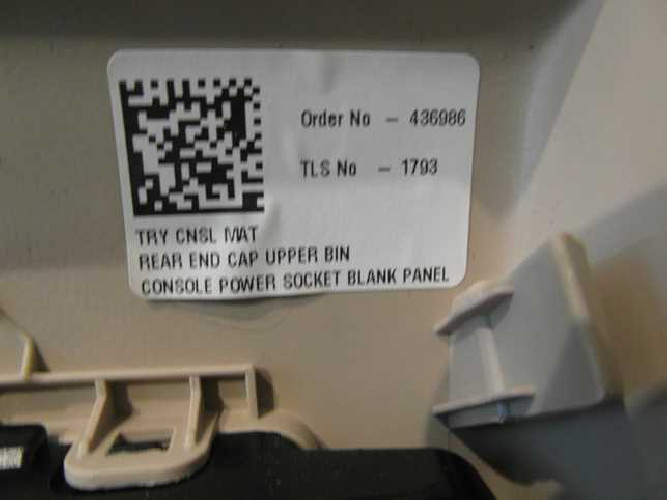 Order No - 436986
TLS No - 1793
TRY CNSL MAT
REAR END CAP UPPER BIN
CONSOLE POWER SOCKET BLANK PANEL